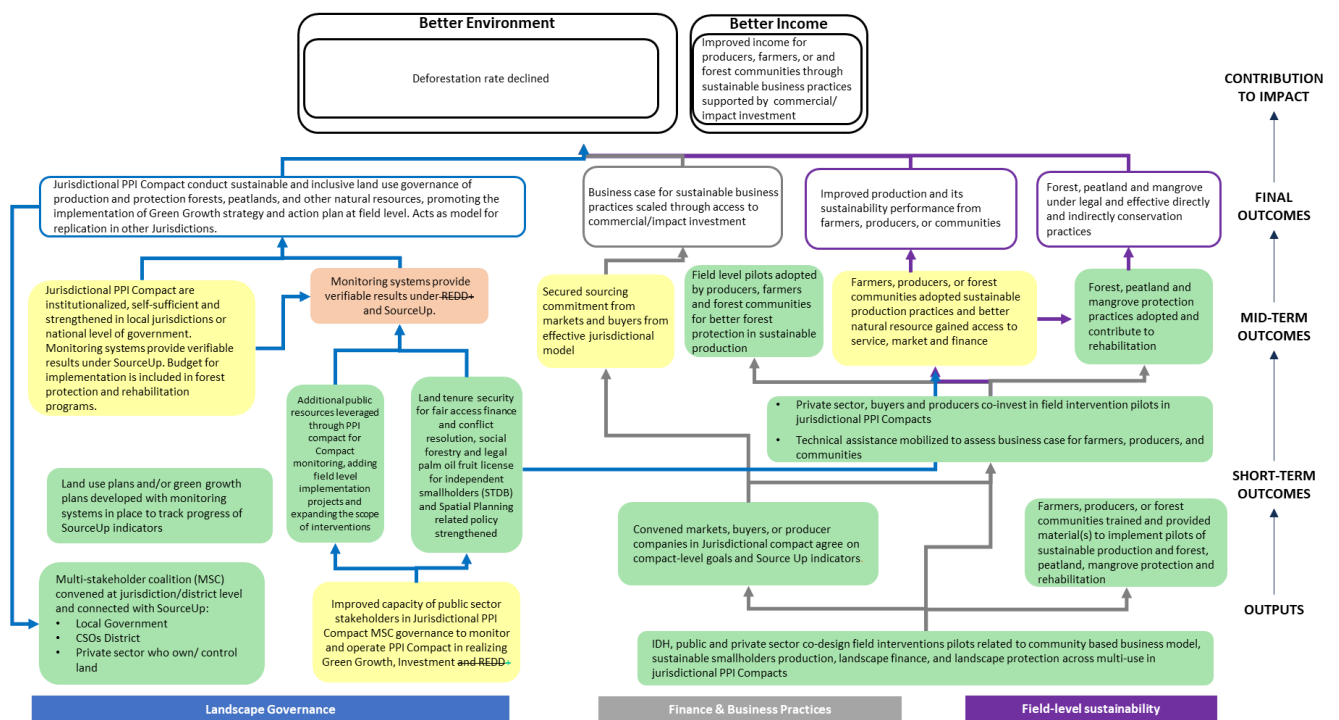 Better Environment
Deforestation rate declined
Better Income
Improved income for
producers, farmers, or and
forest communities through
sustainable business practices
supported by commercial/
impact investment
CONTRIBUTION
TO IMPACT
Jurisdictional PPI Compact conduct sustainable and inclusive land use governance of
production and protection forests, peatlands, and other natural resources, promoting
the implementation of Green Growth strategy and action plan at field level. Acts as model for
replication in other Jurisdictions.
Business case for sustainable business
practices scaled through access to
commercial/impact investment
Improved production and its
sustainability performance from
farmers, producers, or communities
Forest, peatland and mangrove
under legal and effective directly
and indirectly conservation
practices
FINAL
OUTCOMES
Jurisdictional PPI Compact are
institutionalized, self-sufficient and
strengthened in local jurisdictions or
national level of government.
Monitoring systems provide verifiable
results under SourceUp. Budget for
implementation is included in forest
protection and rehabilitation
programs.
Monitoring systems provide
verifiable results under REDD+
and SourceUp.
Secured sourcing
commitment from
markets and buyers from
effective jurisdictional
model
Field level pilots adopted
by producers, farmers
and forest communities
for better forest
protection in sustainable
production
Farmers, producers, or forest
communities adopted sustainable
production practices and better
natural resource gained access to
service, market and finance
Forest, peatland and
mangrove protection
practices adopted and
contribute to
rehabilitation
MID-TERM
OUTCOMES
Additional public
resources leveraged
through PPI
compact for
Compact
monitoring, adding
field level
implementation
projects and
expanding the scope
of interventions
Land tenure security
for fair access finance
and conflict
resolution, social
forestry and legal
palm oil fruit license
for independent
smallholders (STDB)
and Spatial Planning
related policy
strengthened
• Private sector, buyers and producers co-invest in field intervention pilots in
jurisdictional PPI Compacts
• Technical assistance mobilized to assess business case for farmers, producers, and
communities
Land use plans and/or green growth
plans developed with monitoring
systems in place to track progress of
SourceUp indicators
SHORT-TERM
OUTCOMES
Convened markets, buyers, or producer
companies in Jurisdictional compact agree on
compact-level goals and Source Up indicators.
Farmers, producers, or forest
communities trained and provided
material(s) to implement pilots of
sustainable production and forest,
peatland, mangrove protection and
rehabilitation
Multi-stakeholder coalition (MSC)
convened at jurisdiction/district level
and connected with SourceUp:
• Local Government
• CSOs District
• Private sector who own/ control
land
Improved capacity of public sector
stakeholders in Jurisdictional PPI
Compact MSC governance to monitor
and operate PPI Compact in realizing
Green Growth, Investment and REDD+
OUTPUTS
IDH, public and private sector co-design field interventions pilots related to community based business model,
sustainable smallholders production, landscape finance, and landscape protection across multi-use in
jurisdictional PPI Compacts
Landscape Governance
Finance & Business Practices
Field-level sustainability